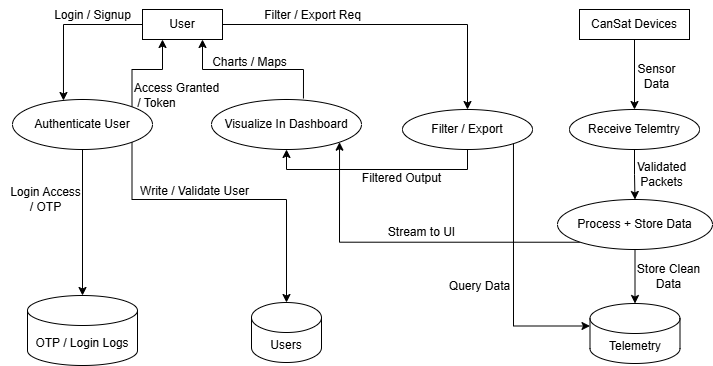 Login / Signup
User
Filter / Export Req
CanSat Devices
Charts / Maps
Access Granted
/ Token
Sensor
Data
Authenticate User
Visualize In Dashboard
Filter / Export
Receive Telemtry
Validated
Packets
Filtered Output
Login Access
/ OTP
Write / Validate User
Process + Store Data
Stream to UI
Store Clean
Data
Query Data
OTP / Login Logs
Users
Telemetry